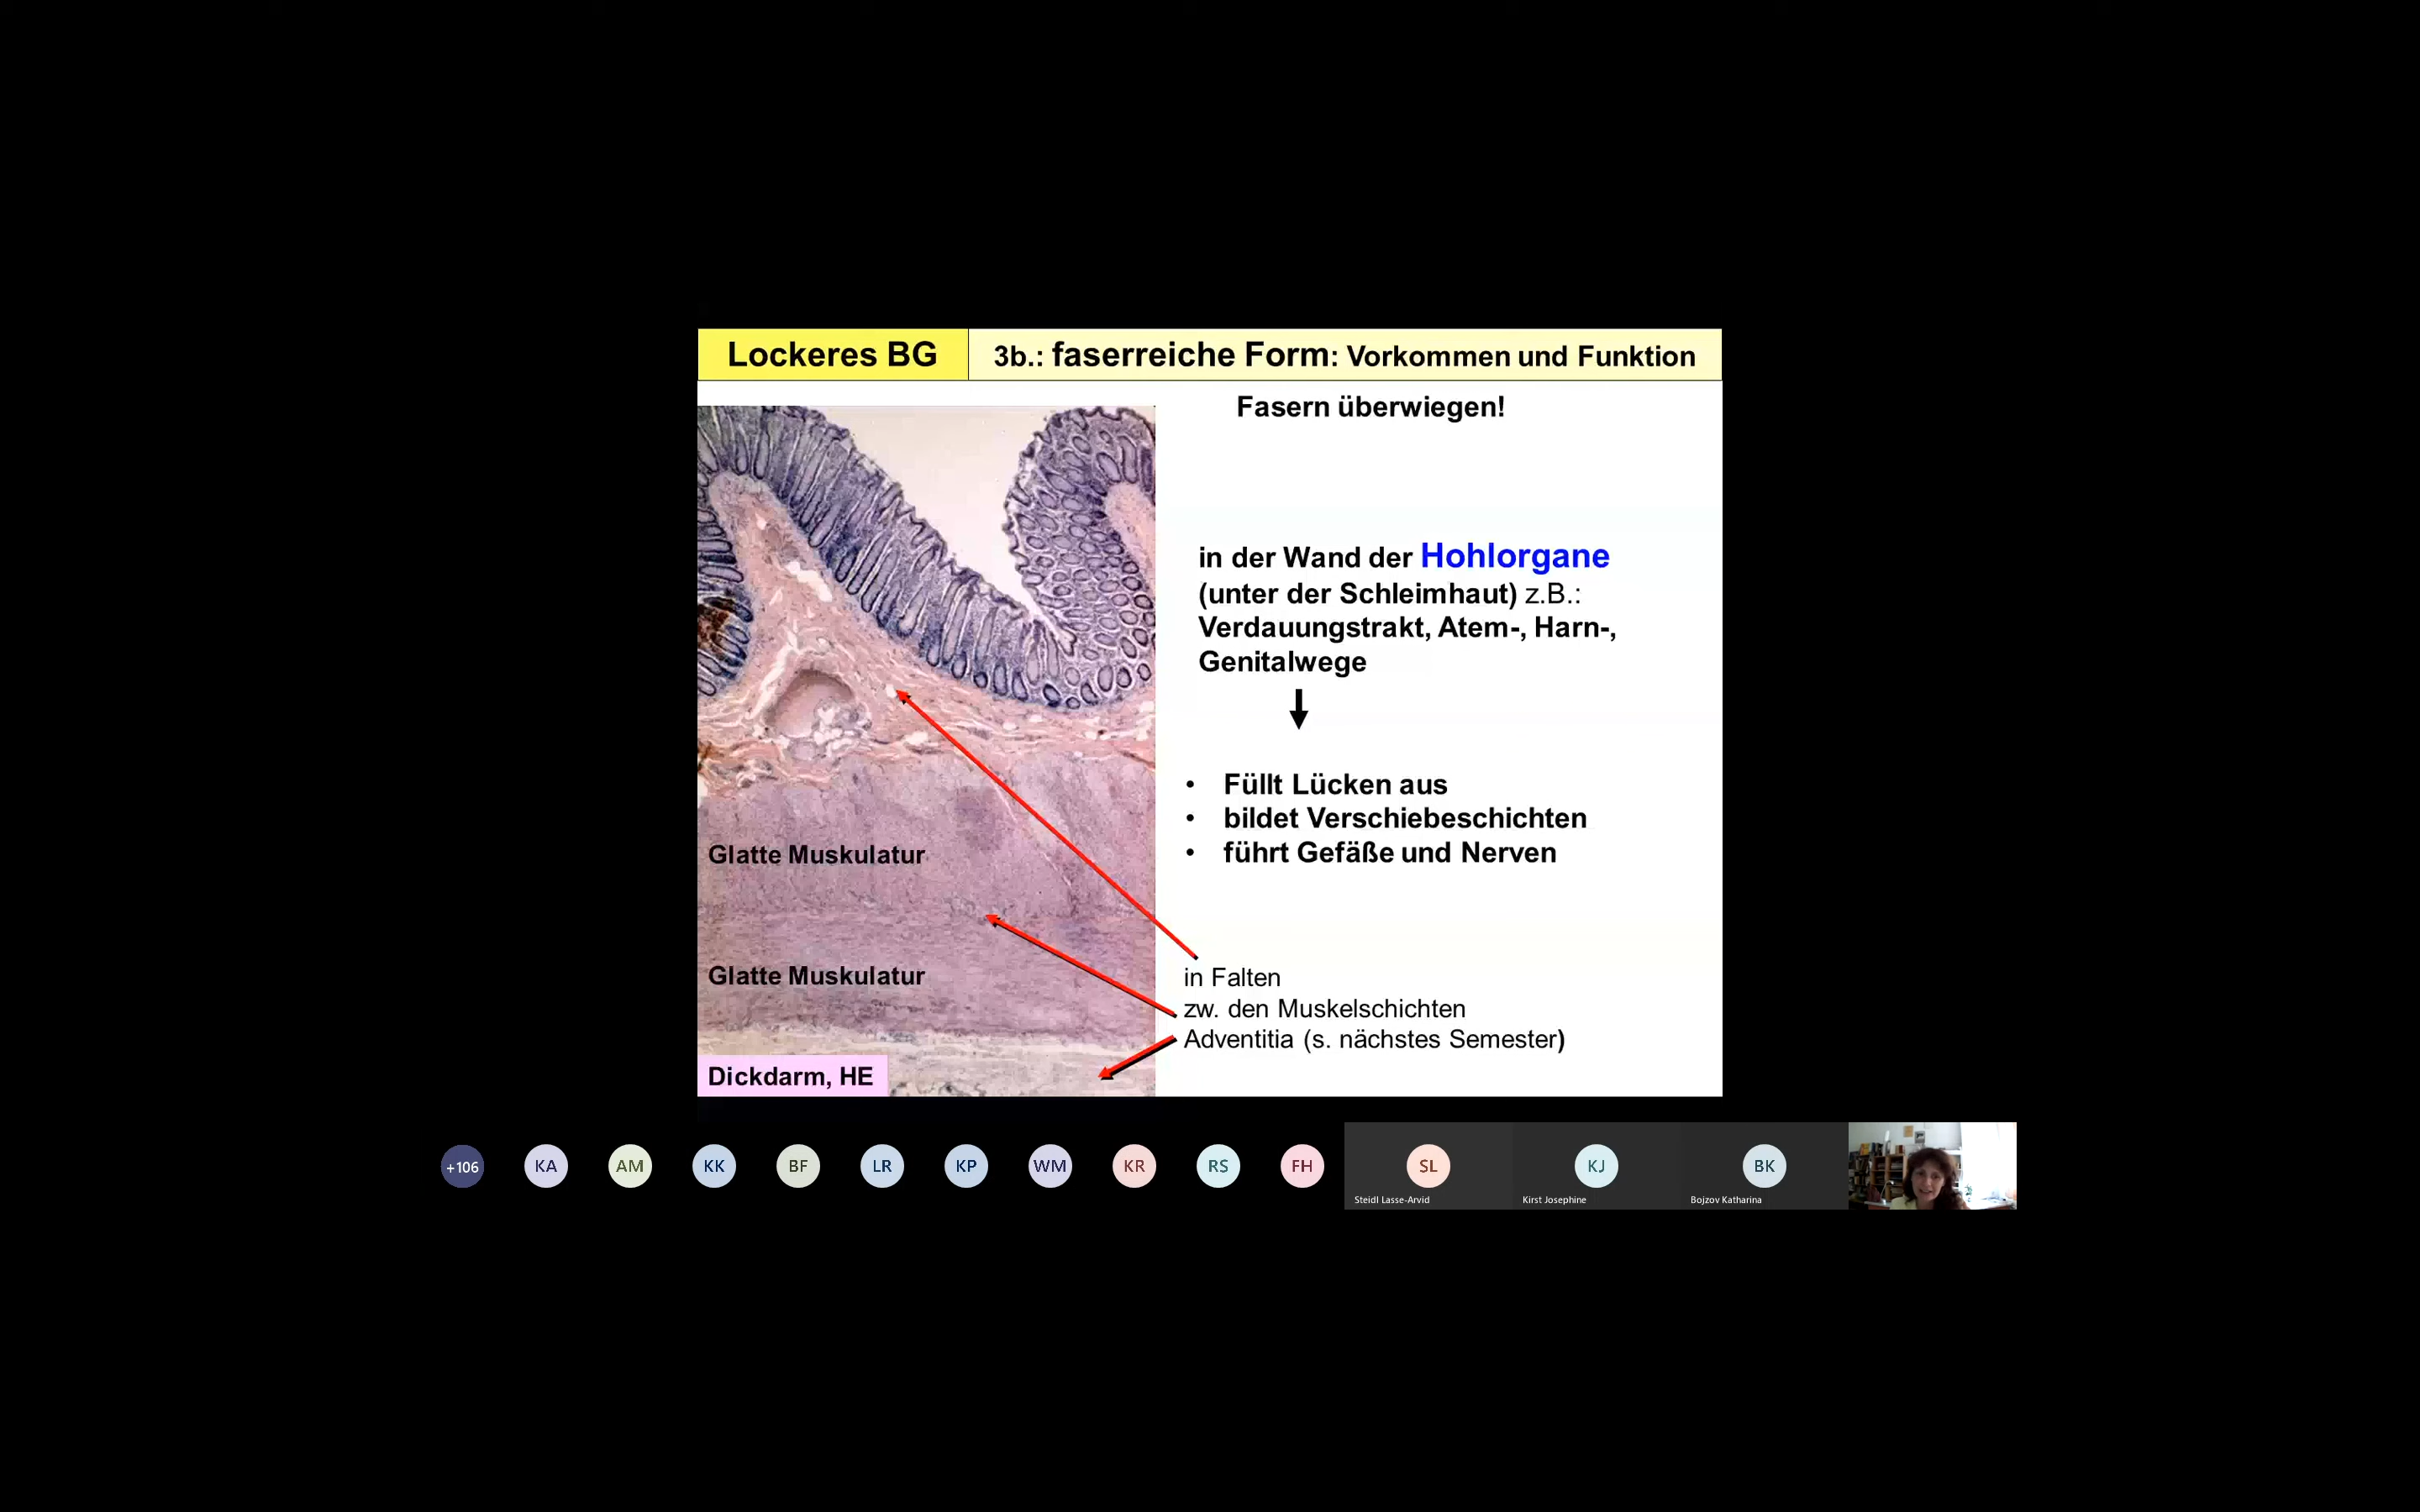 Lockeres BG
3b.: faserreiche Form: Vorkommen und Funktion
Fasern überwiegen!
in der Wand der Hohlorgane
(unter der Schleimhaut) z.B.:
Verdauungstrakt, Atem-, Harn-,
Genitalwege
• Füllt Lücken aus
• bildet Verschiebeschichten
• führt Gefäße und Nerven
Glatte Muskulatur
Glatte Muskulatur
in Falten
zw. den Muskelschichten
Adventitia (s. nächstes Semester)
Dickdarm, HE
+106
KA
AM
KK
BF
LR
KP
WM
KR
RS
FH
SL
Steidl Lasse-Arvid
KJ
Kirst Josephine
BK
Bojzov Katharina